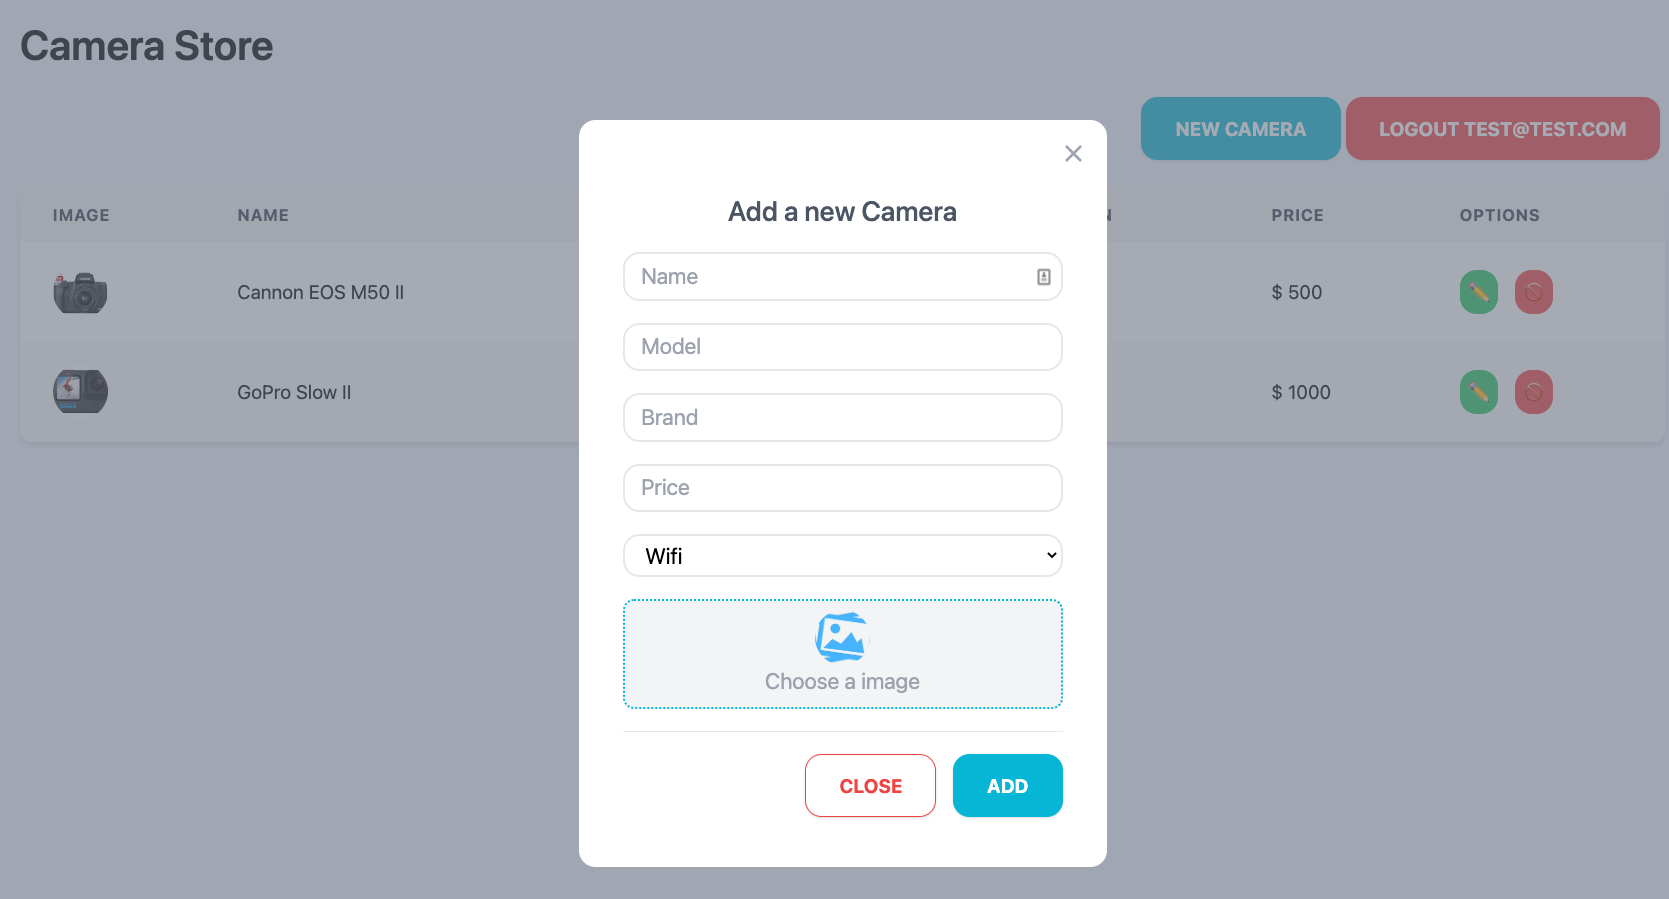 Camera Store
NEW CAMERA
LOGOUT TEST@TEST.COM
IMAGE
NAME
PRICE
OPTIONS
Cannon EOS M50 II
$ 500
GoPro Slow II
$ 1000
Add a new Camera
Name
Model
Brand
Price
Wifi
Choose a image
CLOSE
ADD